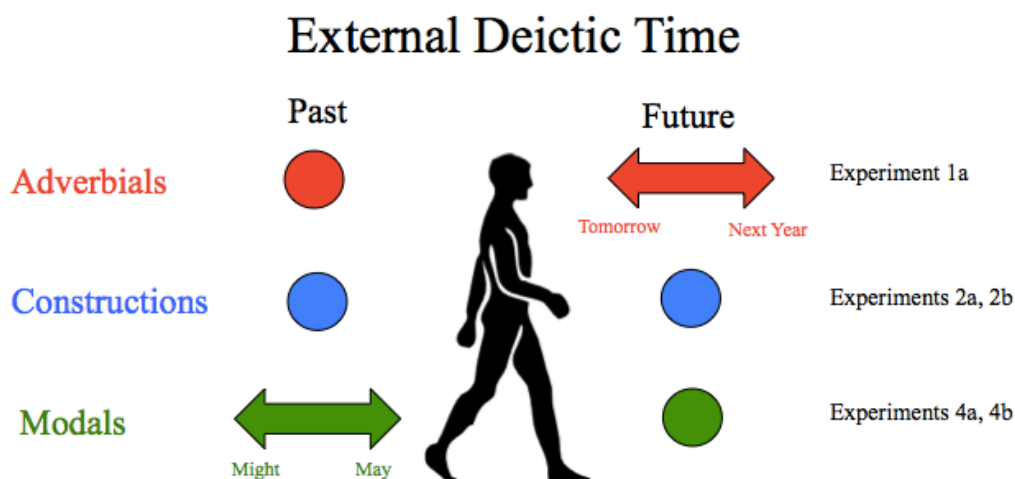 External Deictic Time
Past
Future
Adverbials
Experiment 1a
Tomorrow
Next Year
Constructions
Experiments 2a, 2b
Modals
Experiments 4a, 4b
Might
May